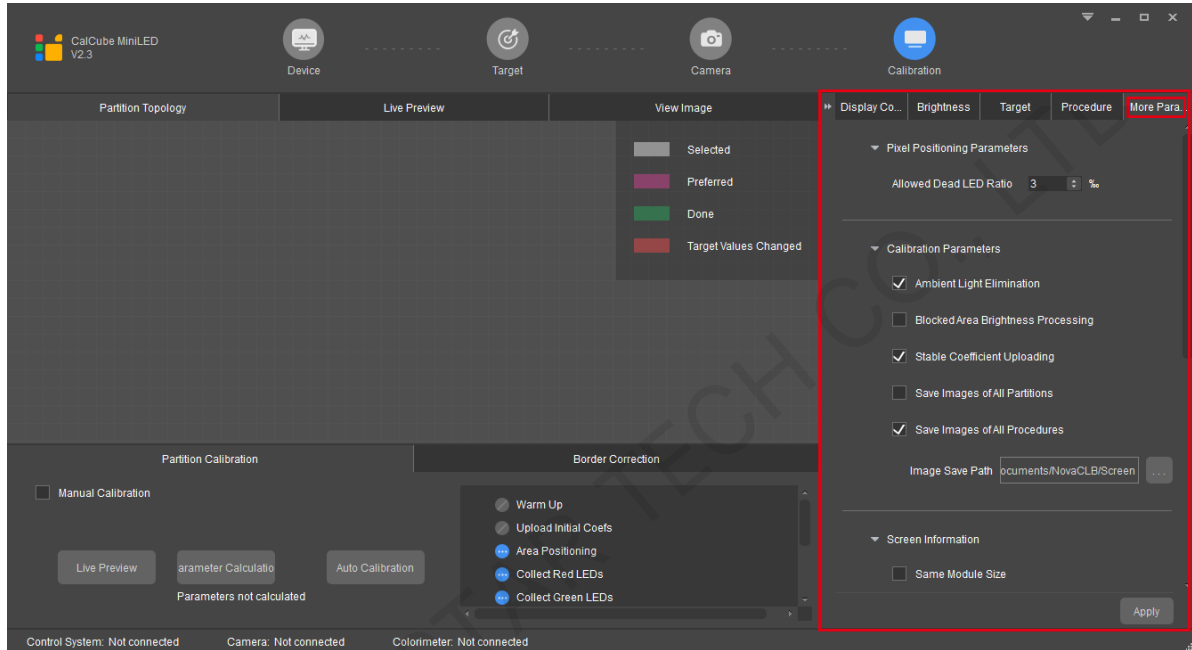 CalCube MiniLED
V2.3
Device
Target
Camera
Calibration
Partition Topology
Live Preview
View Image
Display Co...
Brightness
Target
Procedure
More Para...
Selected
Preferred
Done
Target Values Changed
Pixel Positioning Parameters
Allowed Dead LED Ratio 3 ‰
Calibration Parameters
Ambient Light Elimination
Blocked Area Brightness Processing
Stable Coefficient Uploading
Save Images of All Partitions
Save Images of All Procedures
Image Save Path ocuments/NovaCLB/Screen ...
Screen Information
Same Module Size
Apply
Partition Calibration
Border Correction
Manual Calibration
Live Preview
arameter Calculatio
Auto Calibration
Parameters not calculated
Warm Up
Upload Initial Coefs
Area Positioning
Collect Red LEDs
Collect Green LEDs
Control System: Not connected
Camera: Not connected
Colorimeter: Not connected
TECH CO., LTD